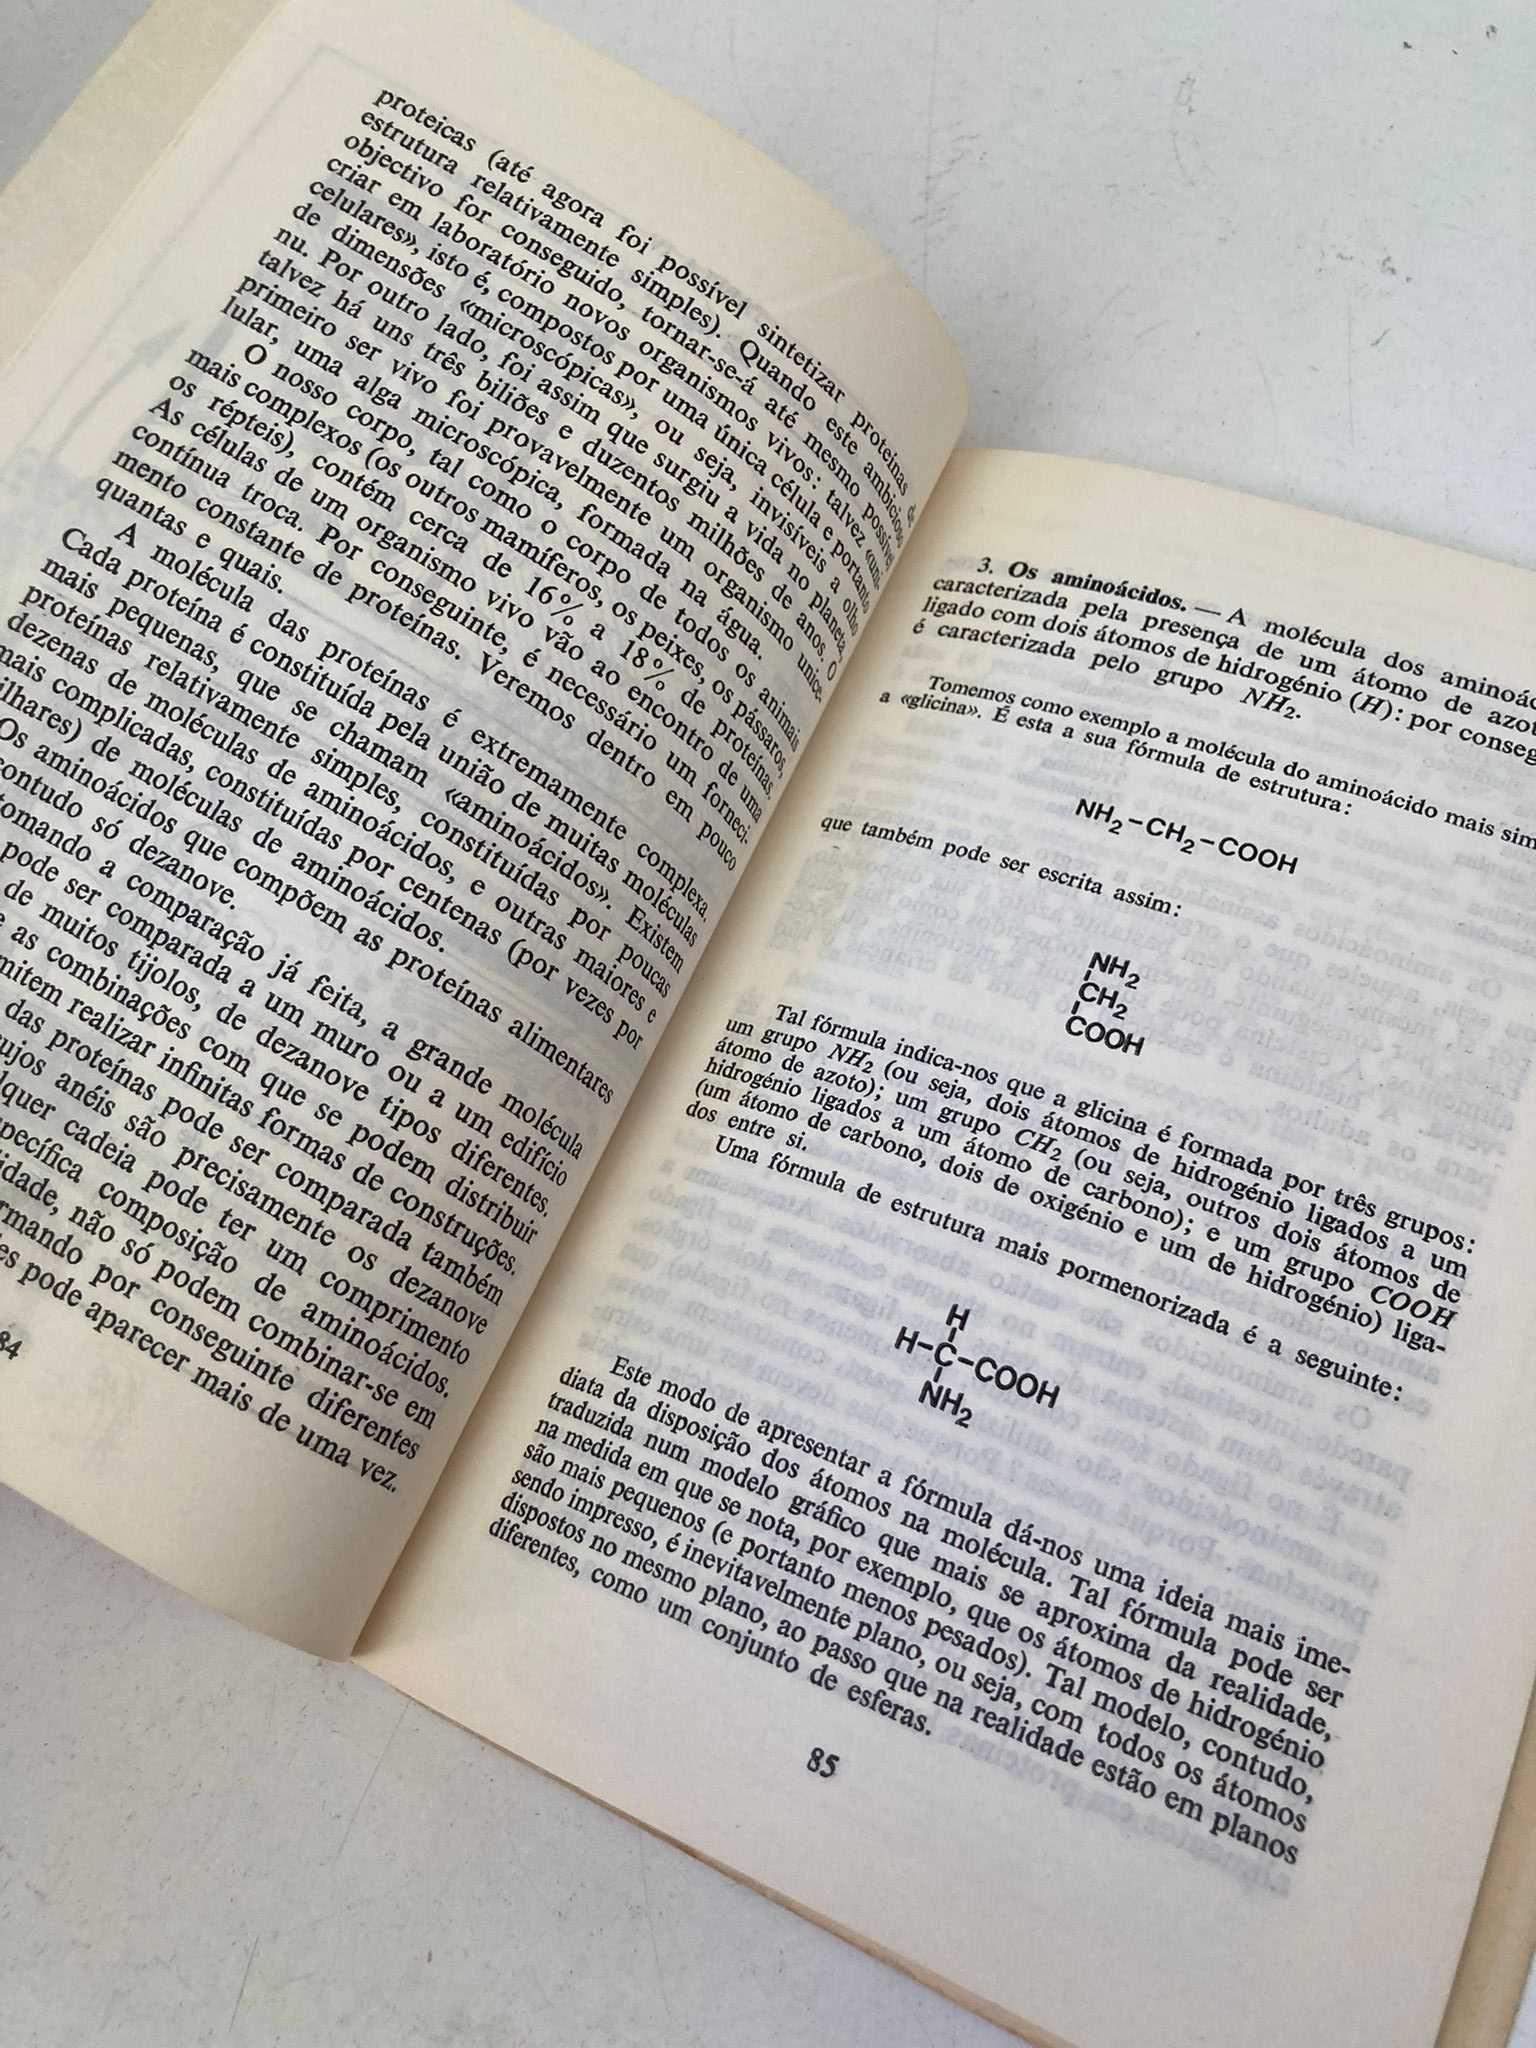 proteicas (até agora foi possível sintetizar proteínas de
estrutura relativamente simples). Quando este ambicioso
objectivo for conseguido, tornar-se-á até mesmo possível
criar em laboratório novos organismos vivos: talvez «uni-
celulares», isto é, compostos por uma única célula e portanto
de dimensões «microscópicas», ou seja, invisíveis a olho
nu. Por outro lado, foi assim que surgiu a vida no planeta,
talvez há uns três biliões e duzentos milhões de anos. O
primeiro ser vivo foi provavelmente um organismo unice-
lular, uma alga microscópica, formada na água.
O nosso corpo, tal como o corpo de todos os animais
mais complexos (os outros mamíferos, os peixes, os pássaros,
os répteis), contém cerca de 16% a 18% de proteínas.
As células de um organismo vivo vão ao encontro de uma
contínua troca. Por conseguinte, é necessário um forneci-
mento constante de proteínas. Veremos dentro em pouco
quantas e quais.
A molécula das proteínas é extremamente complexa.
Cada proteína é constituída pela união de muitas moléculas
mais pequenas, que se chamam «aminoácidos». Existem
proteínas relativamente simples, constituídas por poucas
dezenas de moléculas de aminoácidos, e outras maiores e
mais complicadas, constituídas por centenas (por vezes por
ilhares) de moléculas de aminoácidos.
Os aminoácidos que compõem as proteínas alimentares
contudo só dezanove.
tomando a comparação já feita, a grande molécula
pode ser comparada a um muro ou a um edifício
de muitos tijolos, de dezanove tipos diferentes.
e as combinações com que se podem distribuir
mitem realizar infinitas formas de construções.
das proteínas pode ser comparada também
ujos anéis são precisamente os dezanove
lquer cadeia pode ter um comprimento
specífica composição de aminoácidos.
lidade, não só podem combinar-se em
rmando por conseguinte diferentes
es pode aparecer mais de uma vez.
84
3. Os aminoácidos. — A molécula dos aminoác
caracterizada pela presença de um átomo de azot
ligado com dois átomos de hidrogénio (H): por conseg
é caracterizada pelo grupo NH2.
Tomemos como exemplo a molécula do aminoácido mais sim
a «glicina». É esta a sua fórmula de estrutura:
NH2–CH2–COOH
que também pode ser escrita assim:
NH2
CH2
COOH
Tal fórmula indica-nos que a glicina é formada por três grupos:
um grupo NH2 (ou seja, dois átomos de hidrogénio ligados a um
átomo de azoto); um grupo CH2 (ou seja, outros dois átomos de
hidrogénio ligados a um átomo de carbono); e um grupo COOH
(um átomo de carbono, dois de oxigénio e um de hidrogénio) liga-
dos entre si.
Uma fórmula de estrutura mais pormenorizada é a seguinte:
H
H–C–COOH
NH2
Este modo de apresentar a fórmula dá-nos uma ideia mais ime-
diata da disposição dos átomos na molécula. Tal fórmula pode ser
traduzida num modelo gráfico que mais se aproxima da realidade,
na medida em que se nota, por exemplo, que os átomos de hidrogénio
são mais pequenos (e portanto menos pesados). Tal modelo, contudo,
sendo impresso, é inevitavelmente plano, ou seja, com todos os átomos
dispostos no mesmo plano, ao passo que na realidade estão em planos
diferentes, como um conjunto de esferas.
85